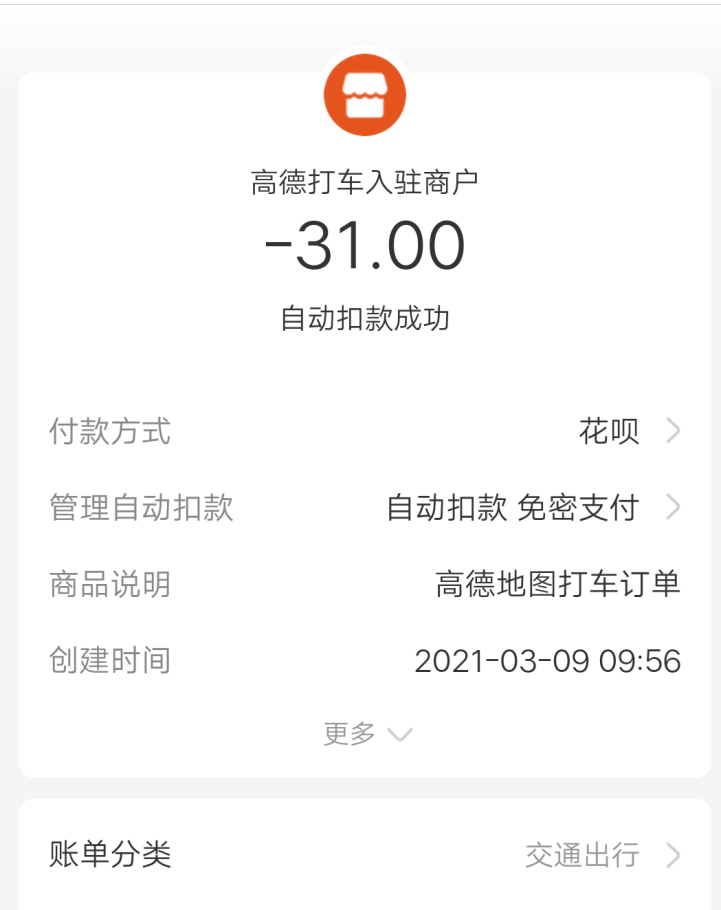 高德打车入驻商户
-31.00
自动扣款成功
付款方式 花呗
管理自动扣款 自动扣款 免密支付
商品说明 高德地图打车订单
创建时间 2021-03-09 09:56
更多
账单分类 交通出行